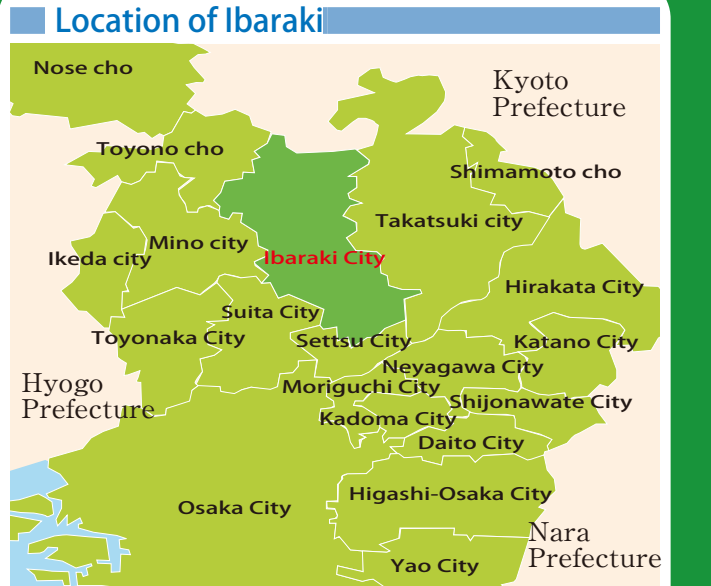 Location of Ibaraki
Nose cho
Kyoto
Prefecture
Toyono cho
Shimamoto cho
Takatsuki city
Mino city
Ikeda city
Ibaraki City
Hirakata City
Suita City
Toyonaka City
Settsu City
Katano City
Neyagawa City
Hyogo
Prefecture
Moriguchi City
Shijonawate City
Kadoma City
Daito City
Higashi-Osaka City
Osaka City
Nara
Prefecture
Yao City